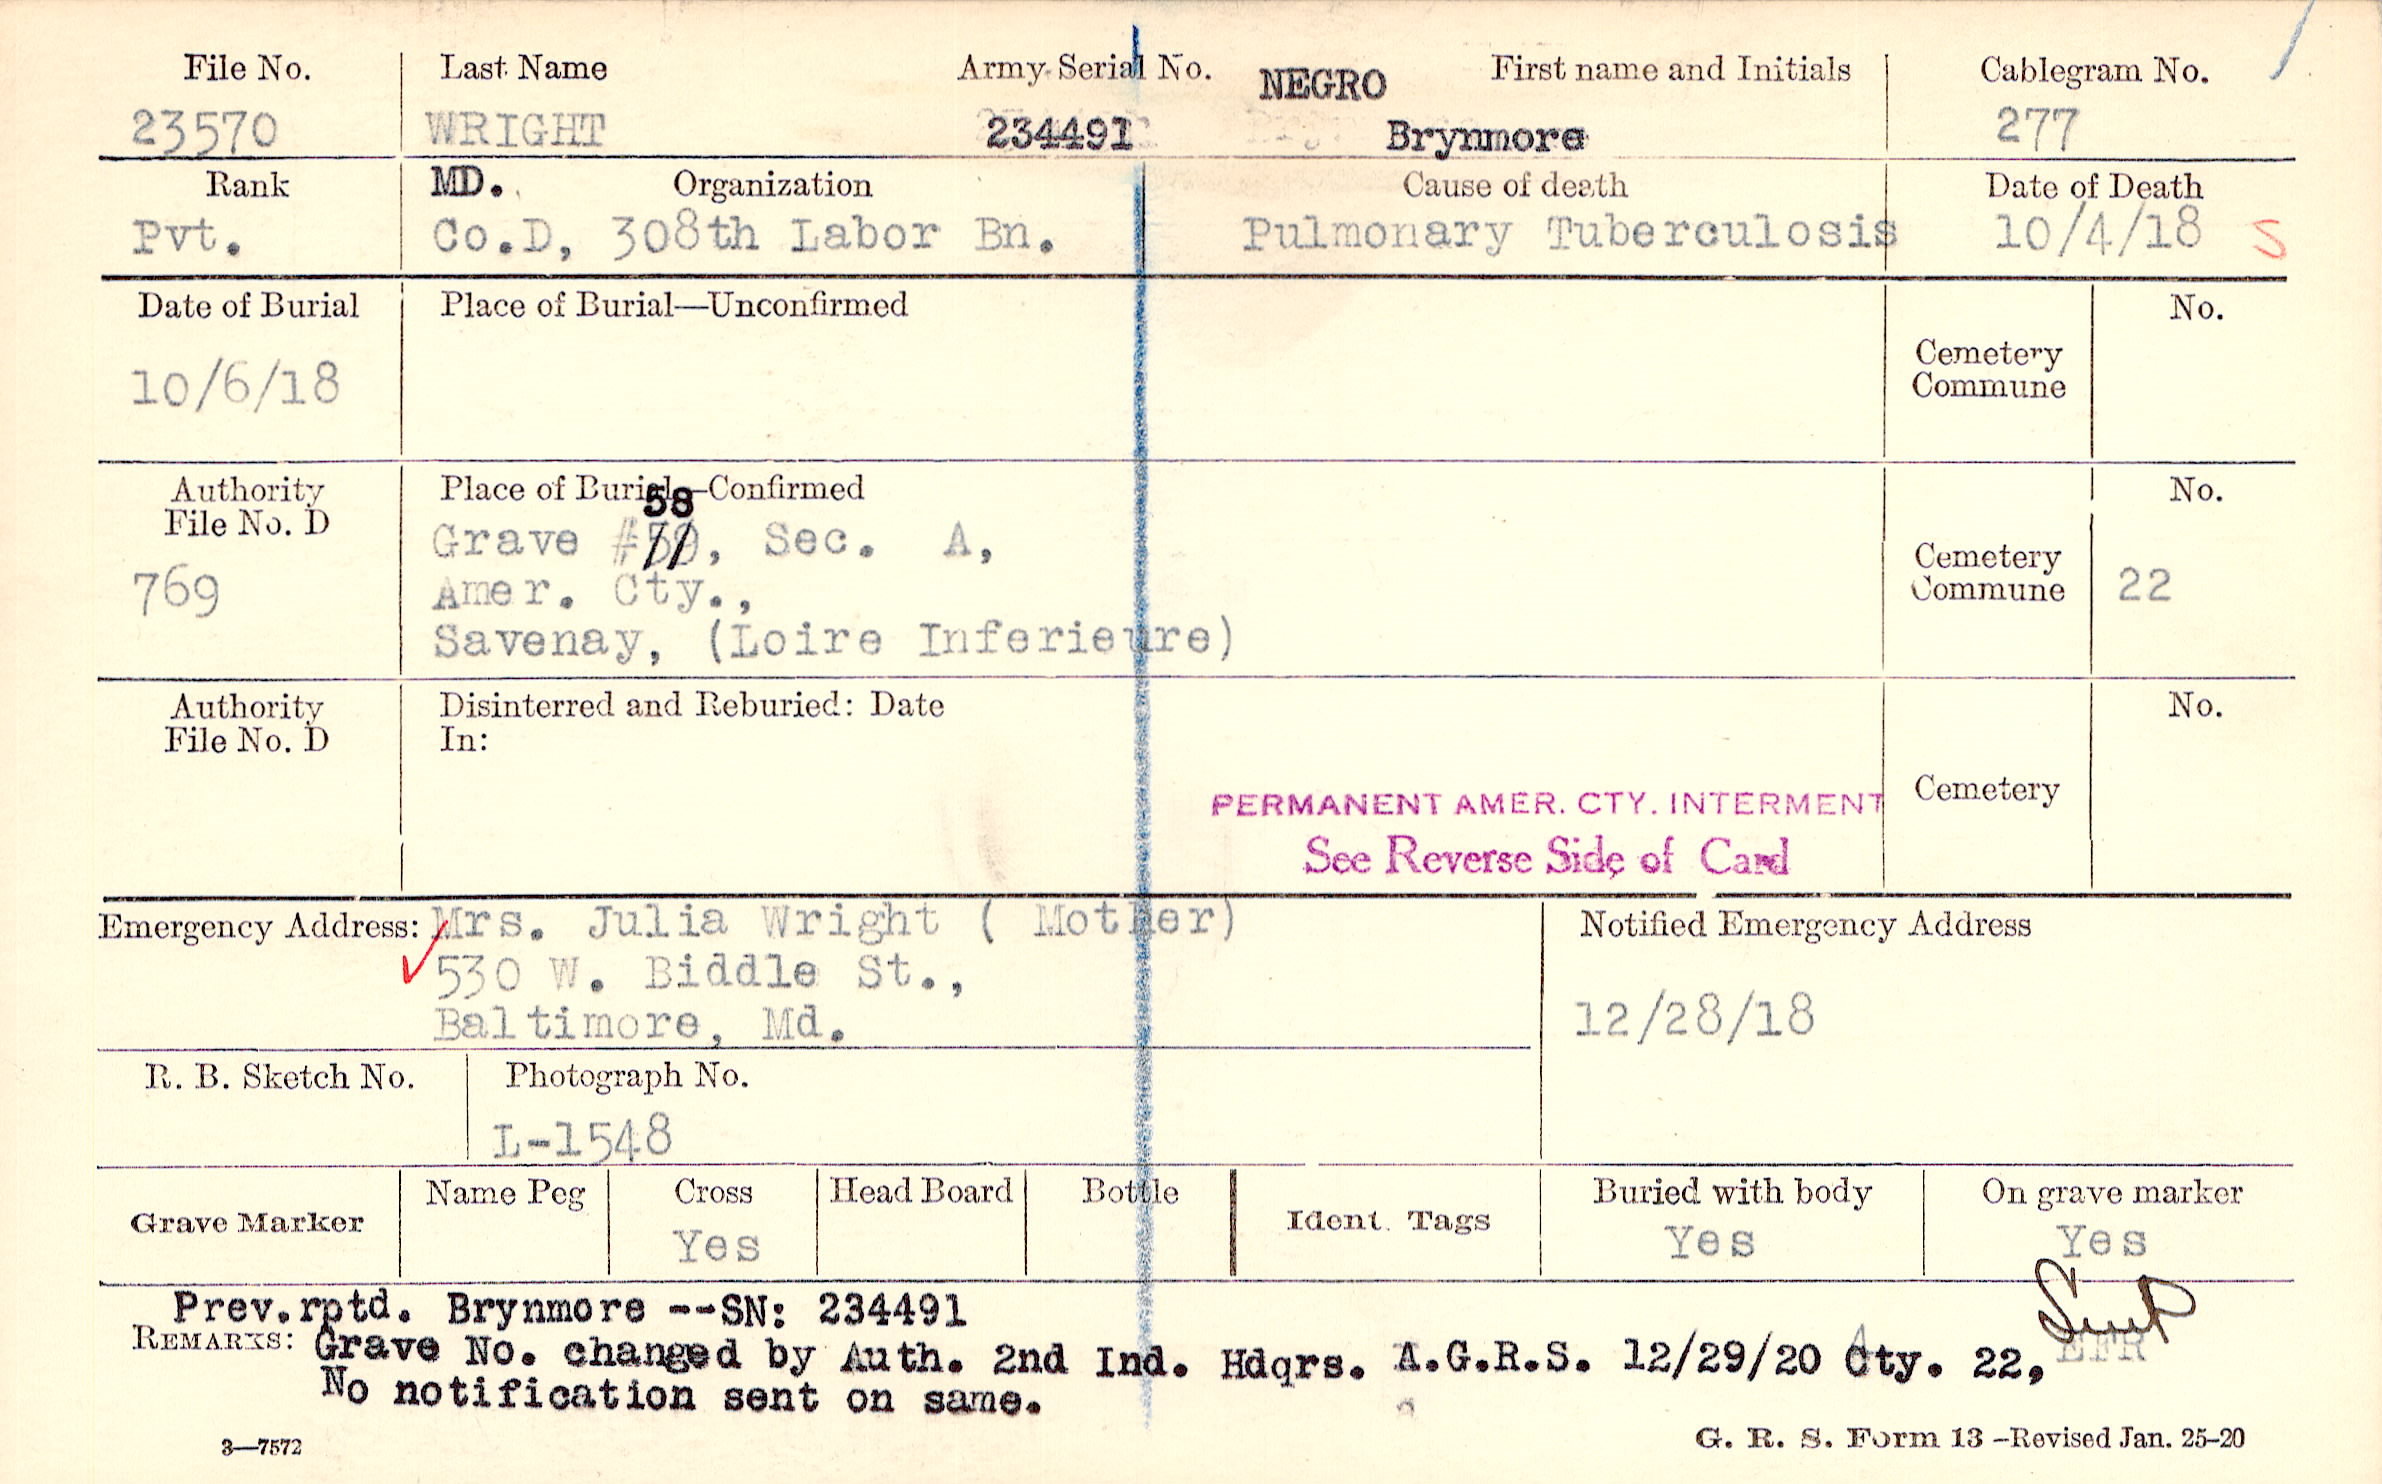 File No. Last Name Army Serial No. NEGRO First name and Initials Cablegram No.
23570 WRIGHT 234491 Brynmore 277
Rank MD. Organization Cause of death Date of Death
Pvt. Co.D, 308th Labor Bn. Pulmonary Tuberculosis 10/4/18 S
Date of Burial Place of Burial—Unconfirmed No.
10/6/18 Cemetery
Commune
Authority Place of Burial—Confirmed No.
File No. D 58
Grave #59, Sec. A,
769 Amer. Cty., Cemetery
Commune 22
Savenay, (Loire Inferieure)
Authority Disinterred and Reburied: Date No.
File No. D In:
PERMANENT AMER. CTY. INTERMENT Cemetery
See Reverse Side of Card
Emergency Address: Mrs. Julia Wright ( Mother) Notified Emergency Address
530 W. Biddle St.,
Baltimore, Md. 12/28/18
R. B. Sketch No. Photograph No.
L-1548
Grave Marker Name Peg Cross Head Board Bottle Ident. Tags Buried with body On grave marker
Yes Yes Yes
Prev.rptd. Brynmore --SN: 234491
REMARKS: Grave No. changed by Auth. 2nd Ind. Hdqrs. A.G.R.S. 12/29/20 Cty. 22, EFR
No notification sent on same.
3—7572 G. R. S. Form 13 –Revised Jan. 25–20